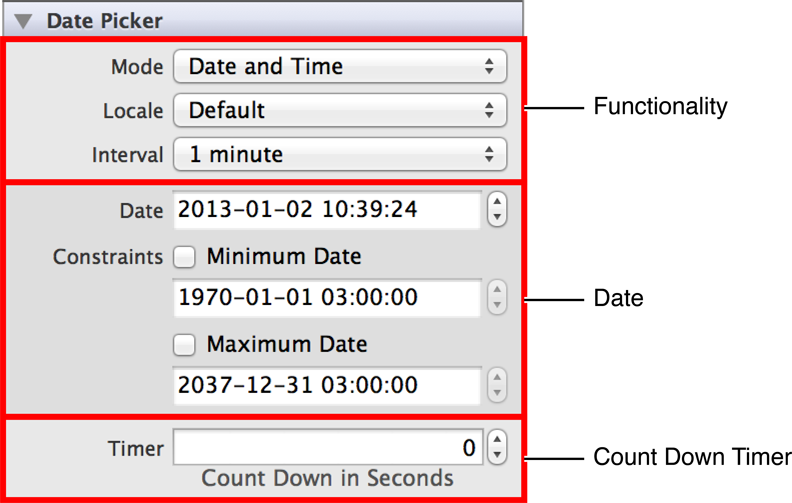 Date Picker
Mode Date and Time
Locale Default
Functionality
Interval 1 minute
Date 2013-01-02 10:39:24
Constraints Minimum Date
1970-01-01 03:00:00
Date
Maximum Date
2037-12-31 03:00:00
Timer 0
Count Down Timer
Count Down in Seconds